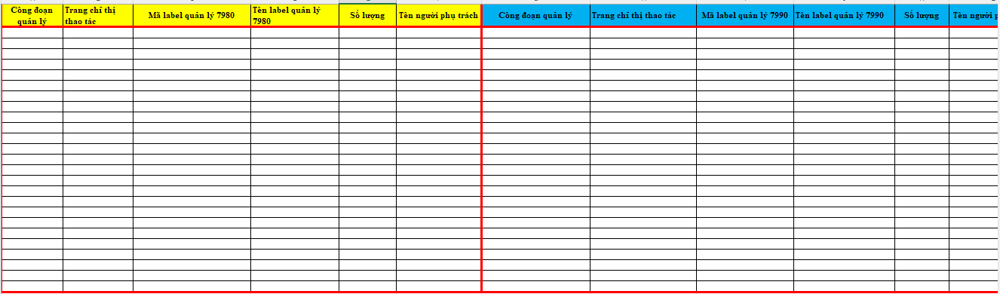 Công đoạn
quản lý
Trang chỉ thị
thao tác
Mã label quản lý 7980
Tên label quản lý
7980
Số lượng
Tên người phụ trách
Công đoạn quản lý
Trang chỉ thị thao tác
Mã label quản lý 7990
Tên label quản lý 7990
Số lượng
Tên người